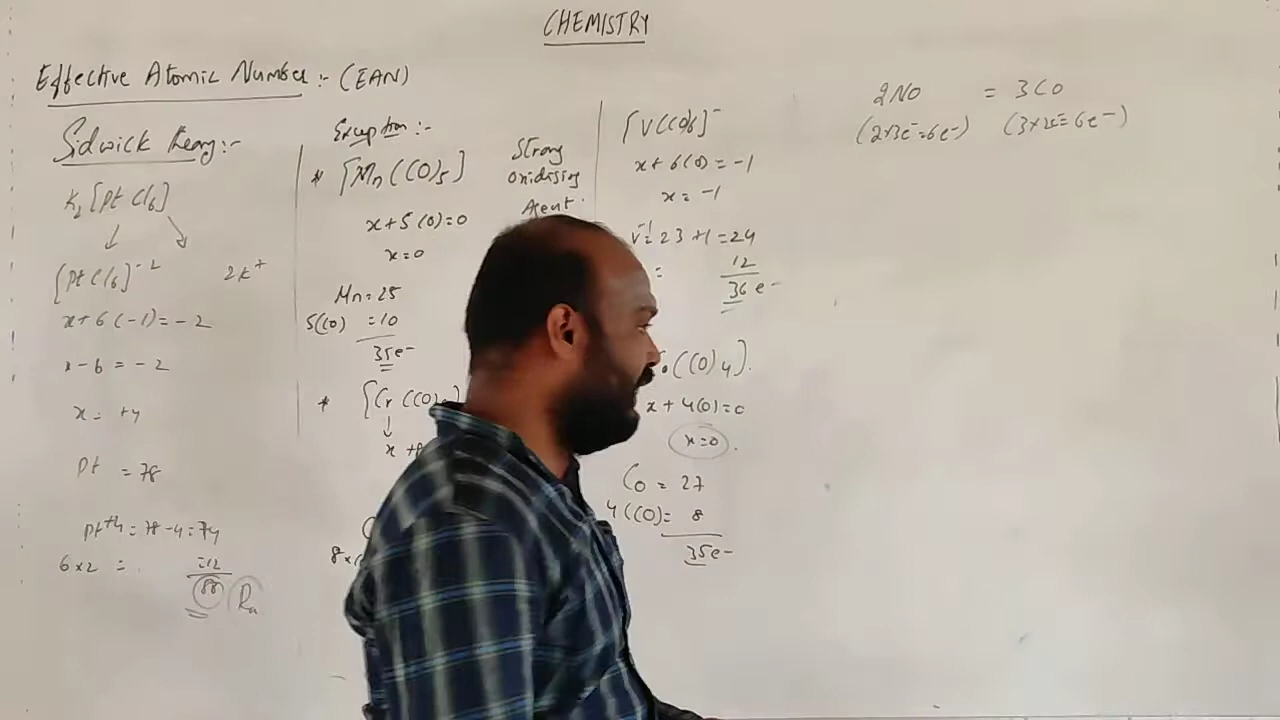 CHEMISTRY
Effective Atomic Number:- (EAN)
Sidwick Theory:-
K₂[Pt Cl₆]
[Pt Cl₆]⁻² 2K⁺
x+6(-1)=-2
x-6=-2
x= +4
Pt = 78
Pt⁺⁴= 78-4=74
6×2 = =12
86 Rn
Exception:-
* [Mn(CO)₅]
x+5(0)=0
x=0
Mn=25
5(CO) =10
35e-
* [Cr(CO)
Strong
oxidising
Agent.
[V(CO)6]⁻
x+6(0)=-1
x=-1
V⁻¹=23+1=24
= 12
36 e-
(CO)4].
x+4(0)=0
x=0.
Co = 27
4(CO)= 8
35e-
2NO = 3CO
(2×3e⁻=6e⁻) (3×2e⁻=6e⁻)